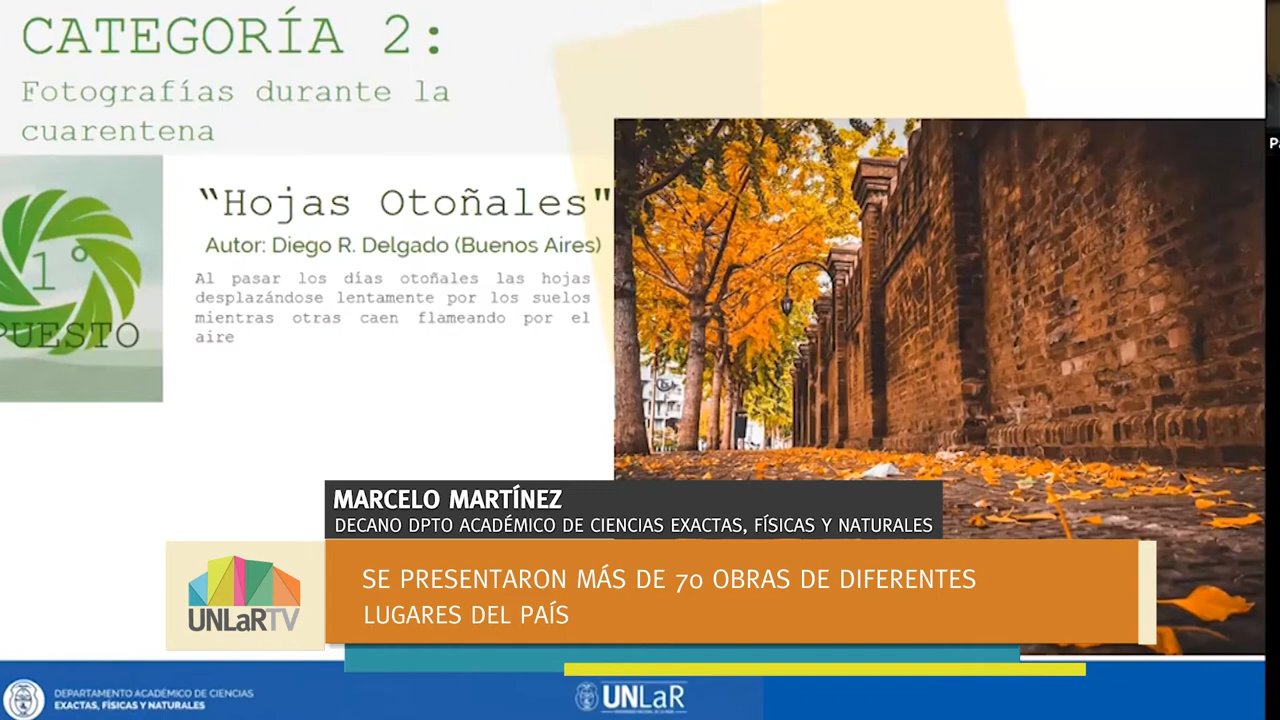 CATEGORÍA 2:
Fotografías durante la
cuarentena
1°
PUESTO
“Hojas Otoñales"
Autor: Diego R. Delgado (Buenos Aires)
Al pasar los días otoñales las hojas
desplazándose lentamente por los suelos
mientras otras caen flameando por el
aire
MARCELO MARTÍNEZ
DECANO DPTO ACADÉMICO DE CIENCIAS EXACTAS, FÍSICAS Y NATURALES
SE PRESENTARON MÁS DE 70 OBRAS DE DIFERENTES
LUGARES DEL PAÍS
UNLaRTV
DEPARTAMENTO ACADÉMICO DE CIENCIAS
EXACTAS, FÍSICAS Y NATURALES
UNLaR